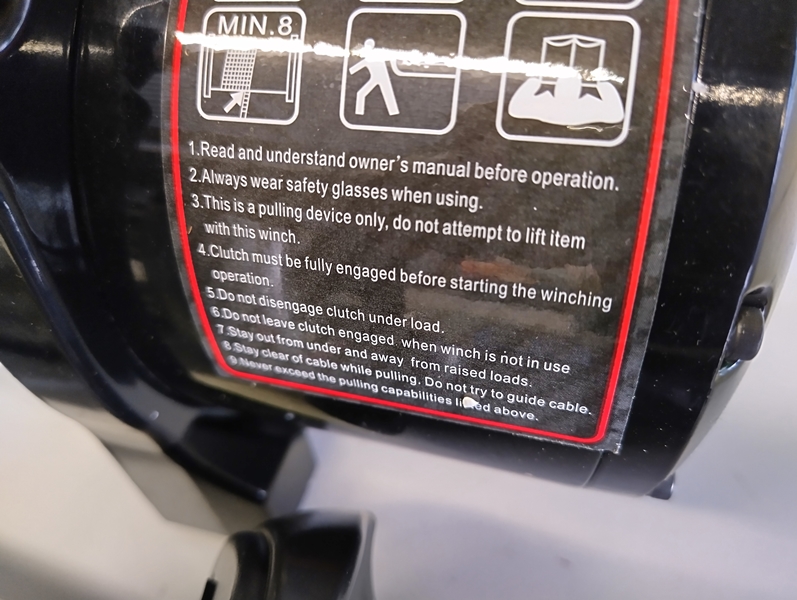 MIN.8
1.Read and understand owner's manual before operation.
2.Always wear safety glasses when using.
3.This is a pulling device only, do not attempt to lift item
with this winch.
4.Clutch must be fully engaged before starting the winching
operation.
5.Do not disengage clutch under load.
6.Do not leave clutch engaged when winch is not in use
7.Stay out from under and away from raised loads.
8.Stay clear of cable while pulling. Do not try to guide cable.
9.Never exceed the pulling capabilities listed above.